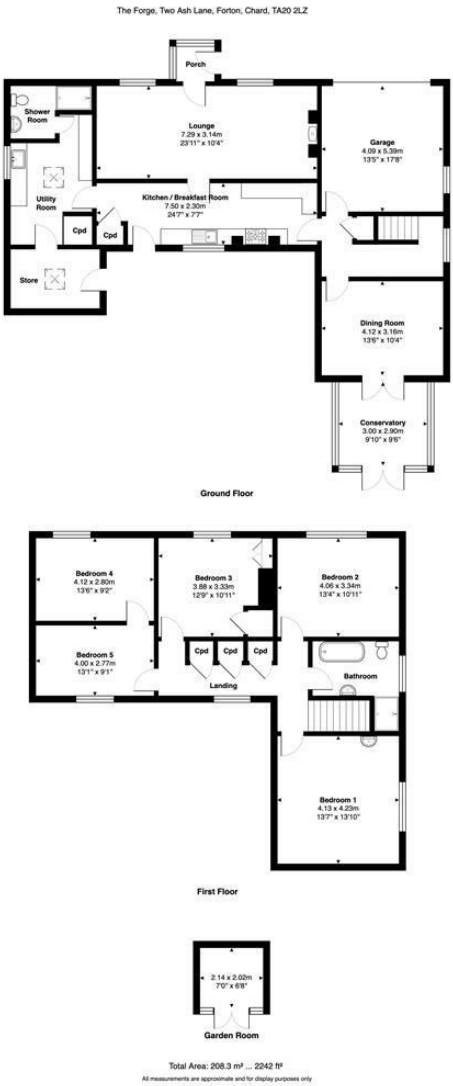 The Forge, Two Ash Lane, Forton, Chard, TA20 2LZ
Porch
Shower
Room
Lounge
7.29 x 3.14m
23'11" x 10'4"
Garage
4.09 x 5.39m
13'5" x 17'8"
Utility
Room
Kitchen / Breakfast Room
7.50 x 2.30m
24'7" x 7'7"
Cpd
Cpd
Store
Dining Room
4.12 x 3.16m
13'6" x 10'4"
Conservatory
3.00 x 2.90m
9'10" x 9'6"
Ground Floor
Bedroom 4
4.12 x 2.80m
13'6" x 9'2"
Bedroom 3
3.88 x 3.33m
12'9" x 10'11"
Bedroom 2
4.06 x 3.34m
13'4" x 10'11"
Bedroom 5
4.00 x 2.77m
13'1" x 9'1"
Cpd
Cpd
Cpd
Landing
Bathroom
Bedroom 1
4.13 x 4.23m
13'7" x 13'10"
First Floor
2.14 x 2.02m
7'0" x 6'8"
Garden Room
Total Area: 208.3 m² ... 2242 ft²
All measurements are approximate and for display purposes only